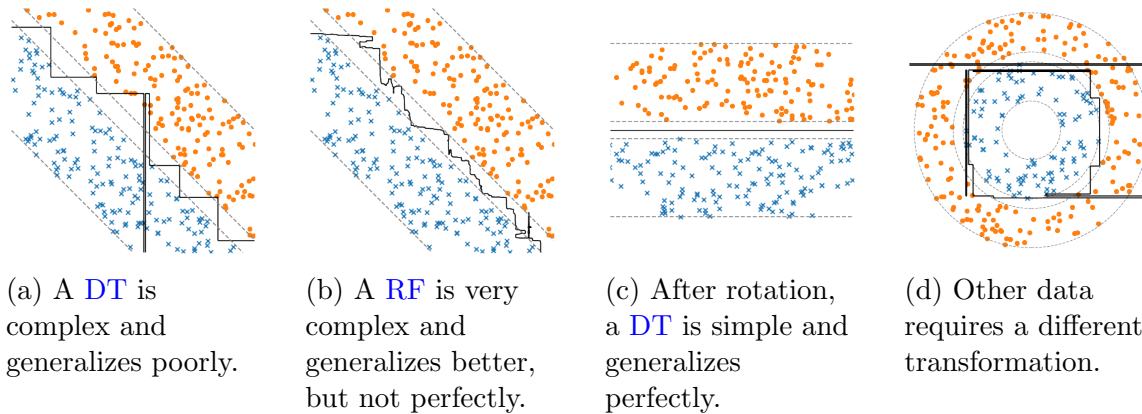 (a) A DT is
complex and
generalizes poorly.
(b) A RF is very
complex and
generalizes better,
but not perfectly.
(c) After rotation,
a DT is simple and
generalizes
perfectly.
(d) Other data
requires a different
transformation.